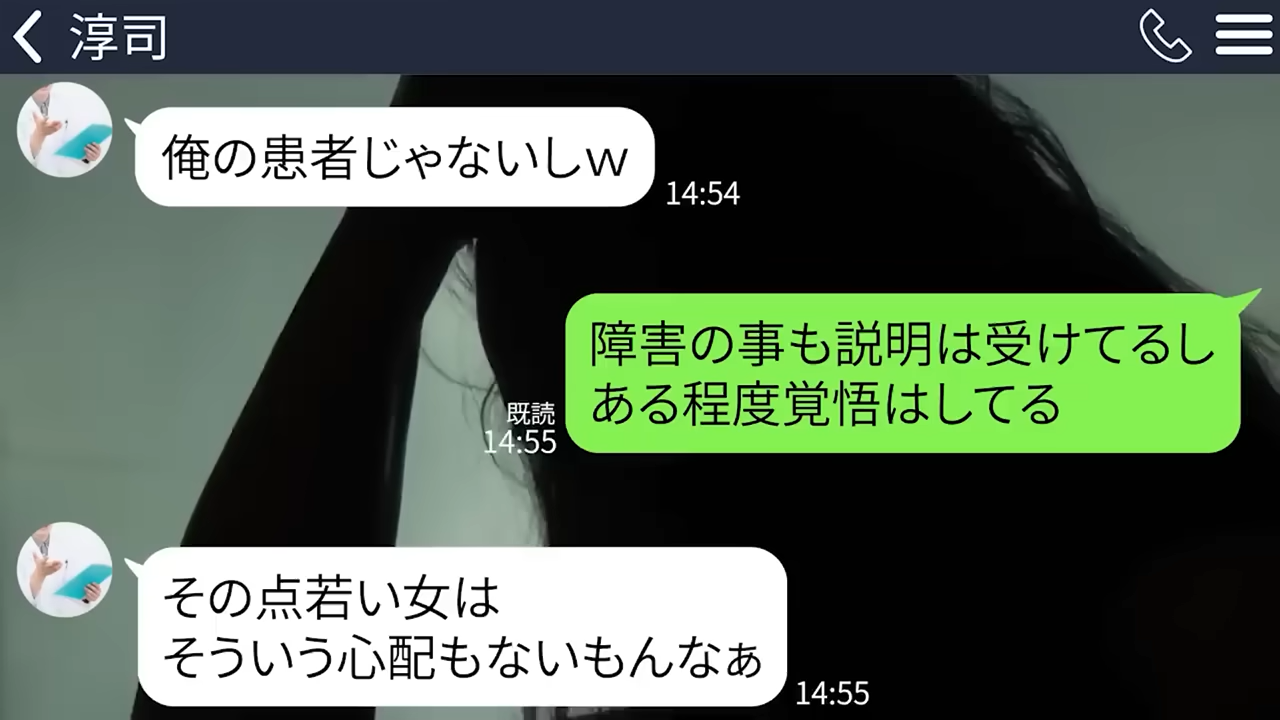 淳司
俺の患者じゃないしw
14:54
障害の事も説明は受けてるし
ある程度覚悟はしてる
既読
14:55
その点若い女は
そういう心配もないもんなぁ
14:55